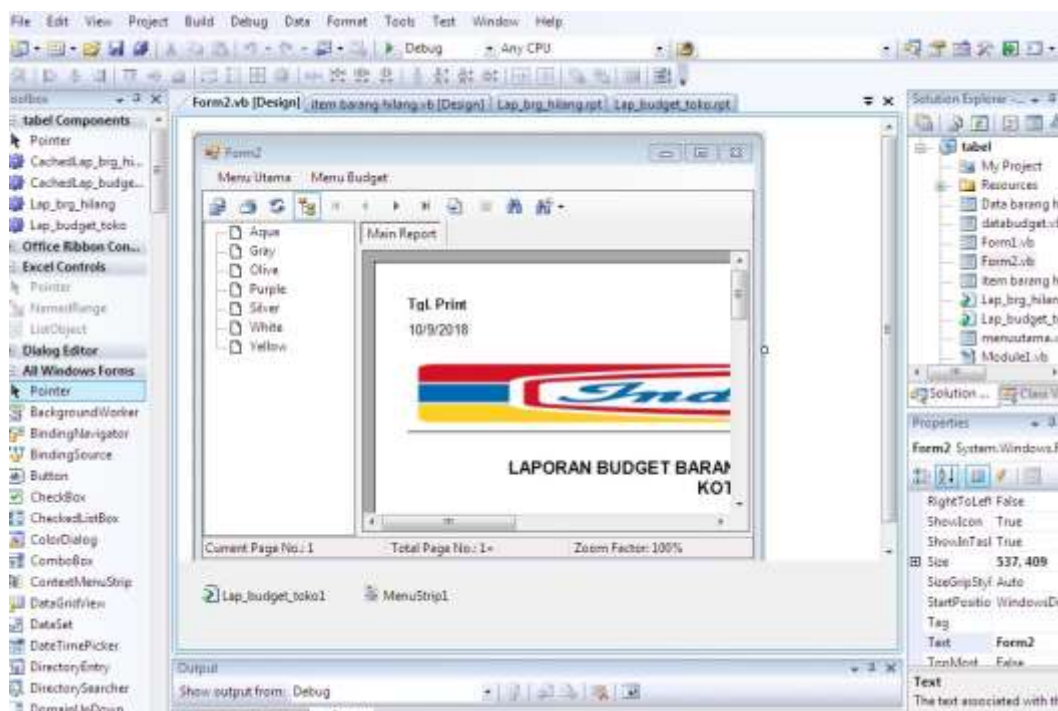 File Edit View Project Build Debug Data Format Tools Test Window Help
Debug Any CPU
Form2.vb [Design] item barang hilang.vb [Design] Lap_brg_hilang.rpt Lap_budget_toko.rpt
tabel Components
Pointer
CachedLap_brg_hi...
CachedLap_budge...
Lap_brg_hilang
Lap_budget_toko
Office Ribbon Con...
Excel Controls
Pointer
NamedRange
ListObject
Dialog Editor
All Windows Forms
Pointer
BackgroundWorker
BindingNavigator
BindingSource
Button
CheckBox
CheckedListBox
ColorDialog
ComboBox
ContextMenuStrip
DataGridView
DataSet
DateTimePicker
DirectoryEntry
DirectorySearcher
DomainUpDown
Form2
Menu Utama Menu Budget
Aqua
Gray
Olive
Purple
Silver
White
Yellow
Main Report
Tgl. Print
10/9/2018
Ind
LAPORAN BUDGET BARAN
KOT
Current Page No.: 1 Total Page No.: 1+ Zoom Factor: 100%
Lap_budget_toko1 MenuStrip1
Output
Show output from: Debug
Solution Explorer
tabel
My Project
Resources
Data barang h
databudget.v
Form1.vb
Form2.vb
item barang h
Lap_brg_hilan
Lap_budget_t
menuutama.
Module1.vb
Solution ... Class V
Properties
Form2 System.Windows.F
RightToLeft False
ShowIcon True
ShowInTas True
Size 537, 409
SizeGripStyl Auto
StartPositio WindowsD
Tag
Text Form2
TopMost False
Text
The text associated with th